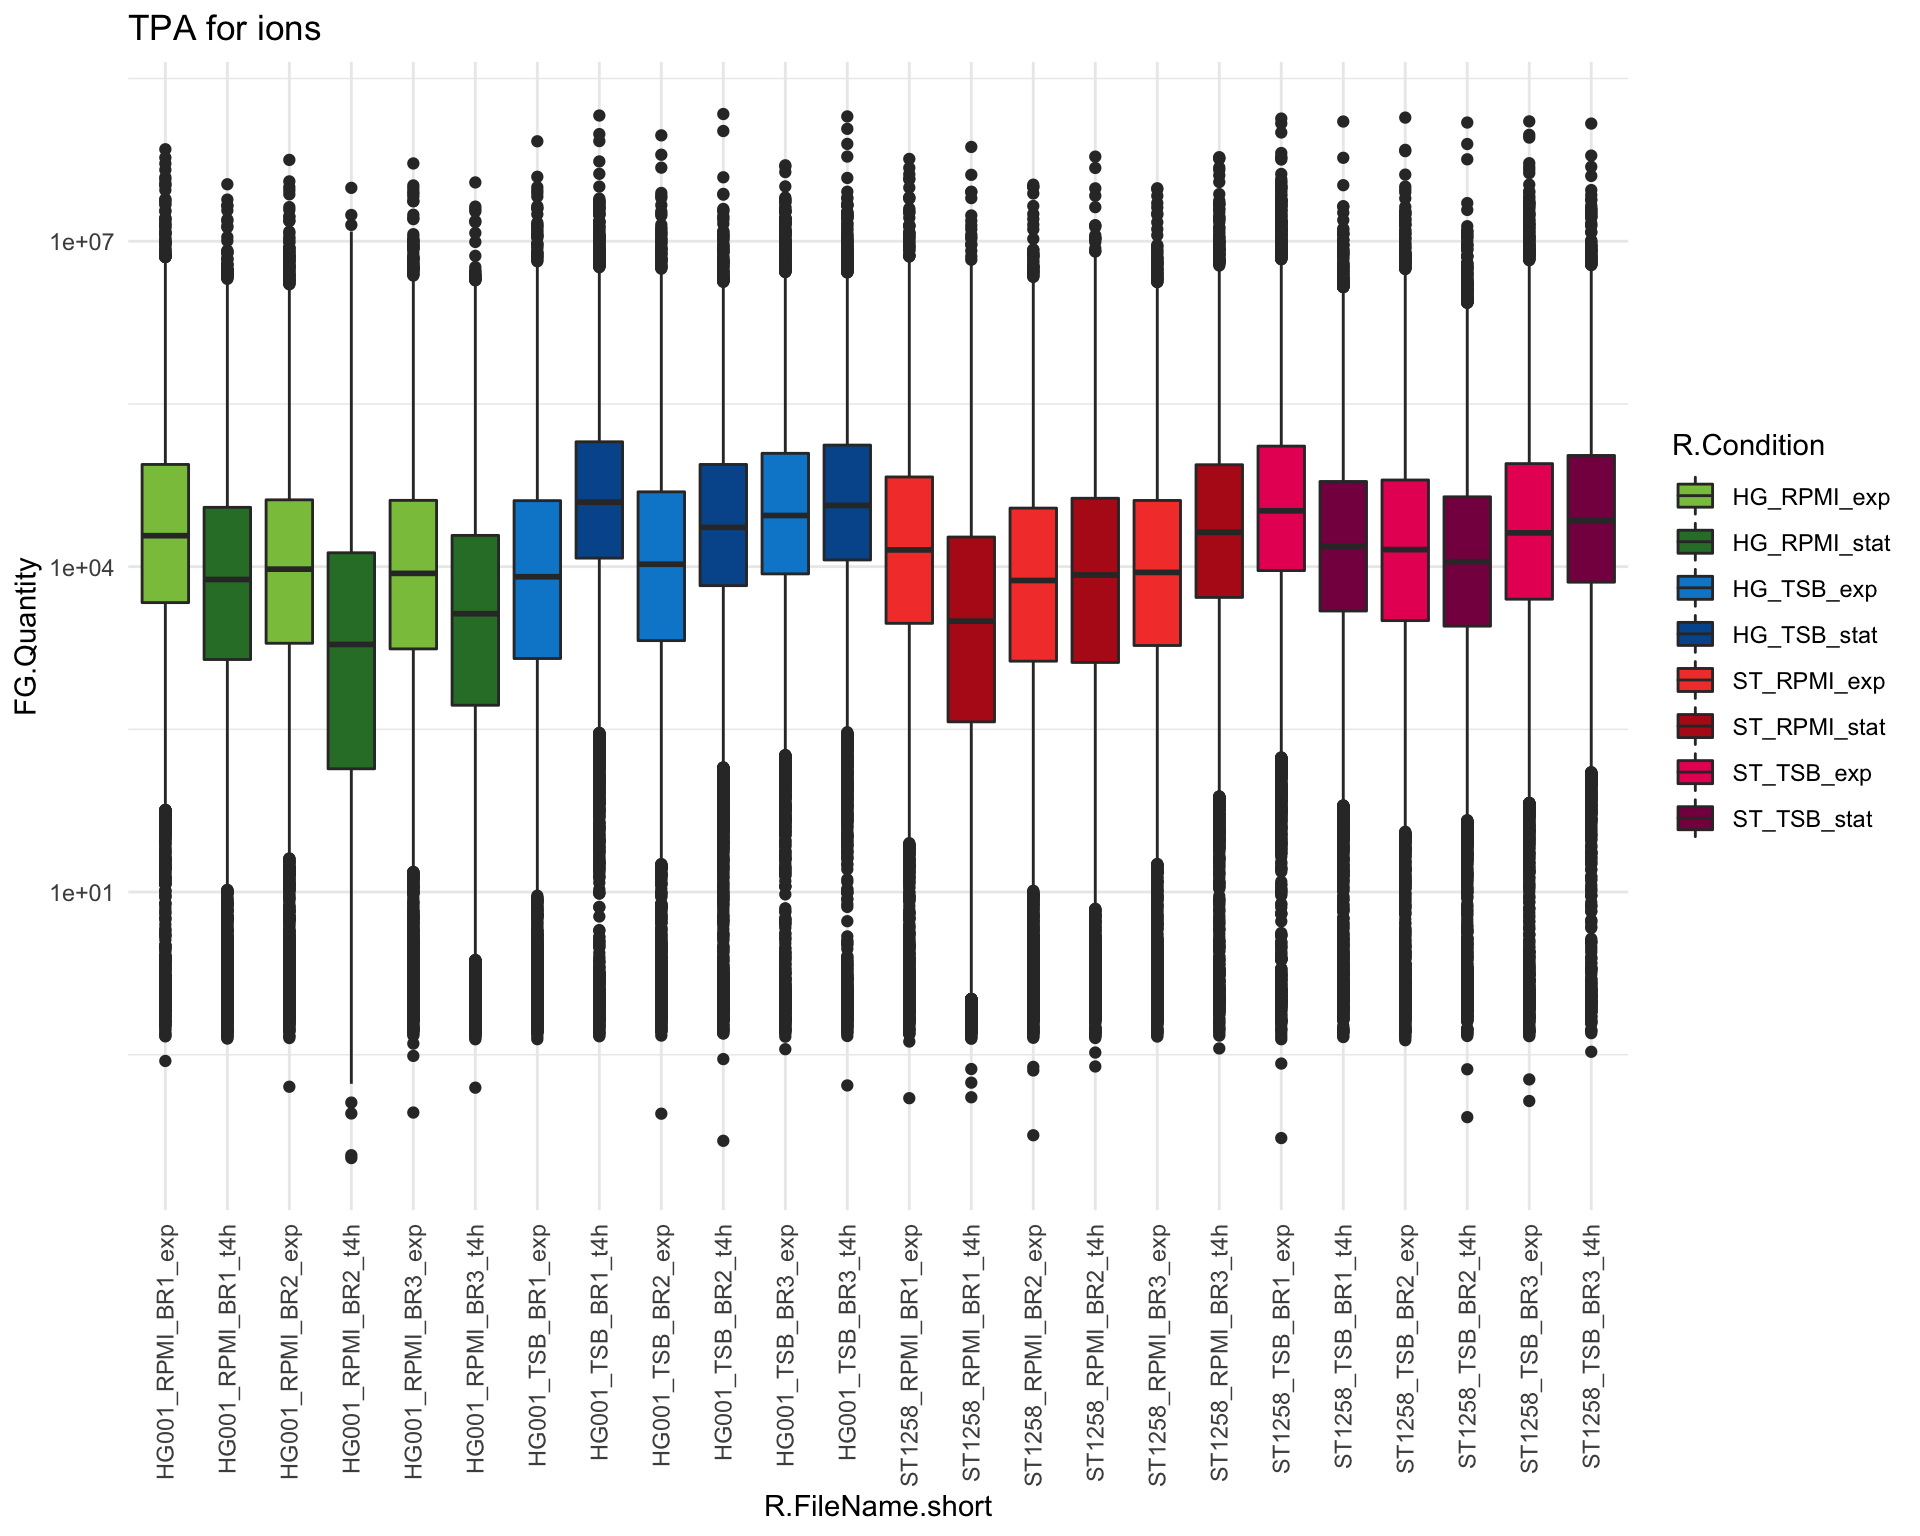 TPA for ions
FG.Quantity
1e+07
1e+04
1e+01
HG001_RPMI_BR1_exp
HG001_RPMI_BR1_t4h
HG001_RPMI_BR2_exp
HG001_RPMI_BR2_t4h
HG001_RPMI_BR3_exp
HG001_RPMI_BR3_t4h
HG001_TSB_BR1_exp
HG001_TSB_BR1_t4h
HG001_TSB_BR2_exp
HG001_TSB_BR2_t4h
HG001_TSB_BR3_exp
HG001_TSB_BR3_t4h
ST1258_RPMI_BR1_exp
ST1258_RPMI_BR1_t4h
ST1258_RPMI_BR2_exp
ST1258_RPMI_BR2_t4h
ST1258_RPMI_BR3_exp
ST1258_RPMI_BR3_t4h
ST1258_TSB_BR1_exp
ST1258_TSB_BR1_t4h
ST1258_TSB_BR2_exp
ST1258_TSB_BR2_t4h
ST1258_TSB_BR3_exp
ST1258_TSB_BR3_t4h
R.FileName.short
R.Condition
HG_RPMI_exp
HG_RPMI_stat
HG_TSB_exp
HG_TSB_stat
ST_RPMI_exp
ST_RPMI_stat
ST_TSB_exp
ST_TSB_stat